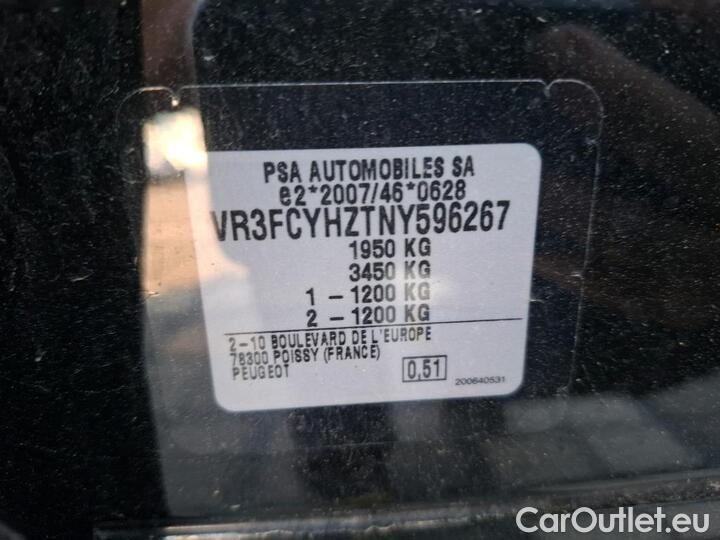 PSA AUTOMOBILES SA
e2*2007/46*0628
VR3FCYHZTNY596267
1950 KG
3450 KG
1 - 1200 KG
2 - 1200 KG
2-10 BOULEVARD DE L'EUROPE
78300 POISSY (FRANCE)
PEUGEOT
0,51
200640531
CarOutlet.eu